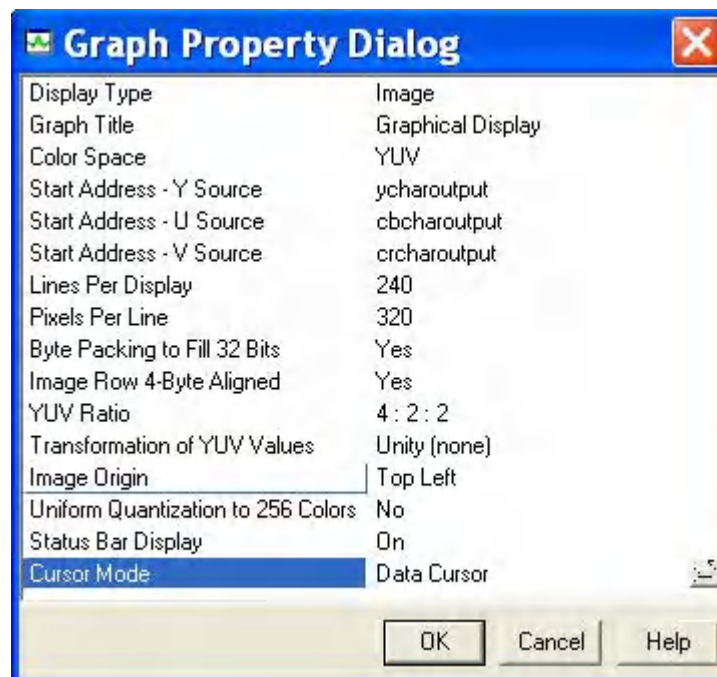 Graph Property Dialog
Display Type Image
Graph Title Graphical Display
Color Space YUV
Start Address - Y Source ycharoutput
Start Address - U Source cbcharoutput
Start Address - V Source crcharoutput
Lines Per Display 240
Pixels Per Line 320
Byte Packing to Fill 32 Bits Yes
Image Row 4-Byte Aligned Yes
YUV Ratio 4 : 2 : 2
Transformation of YUV Values Unity (none)
Image Origin Top Left
Uniform Quantization to 256 Colors No
Status Bar Display On
Cursor Mode Data Cursor
OK Cancel Help